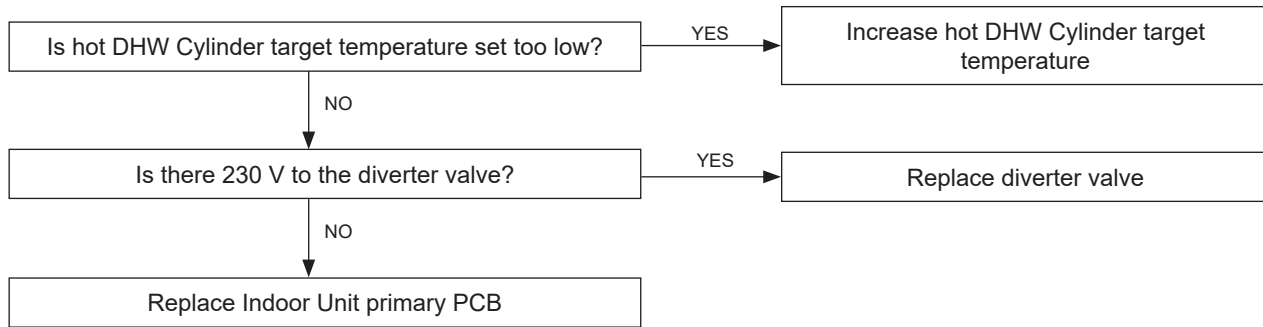 Is hot DHW Cylinder target temperature set too low?
YES
Increase hot DHW Cylinder target
temperature
NO
Is there 230 V to the diverter valve?
YES
Replace diverter valve
NO
Replace Indoor Unit primary PCB